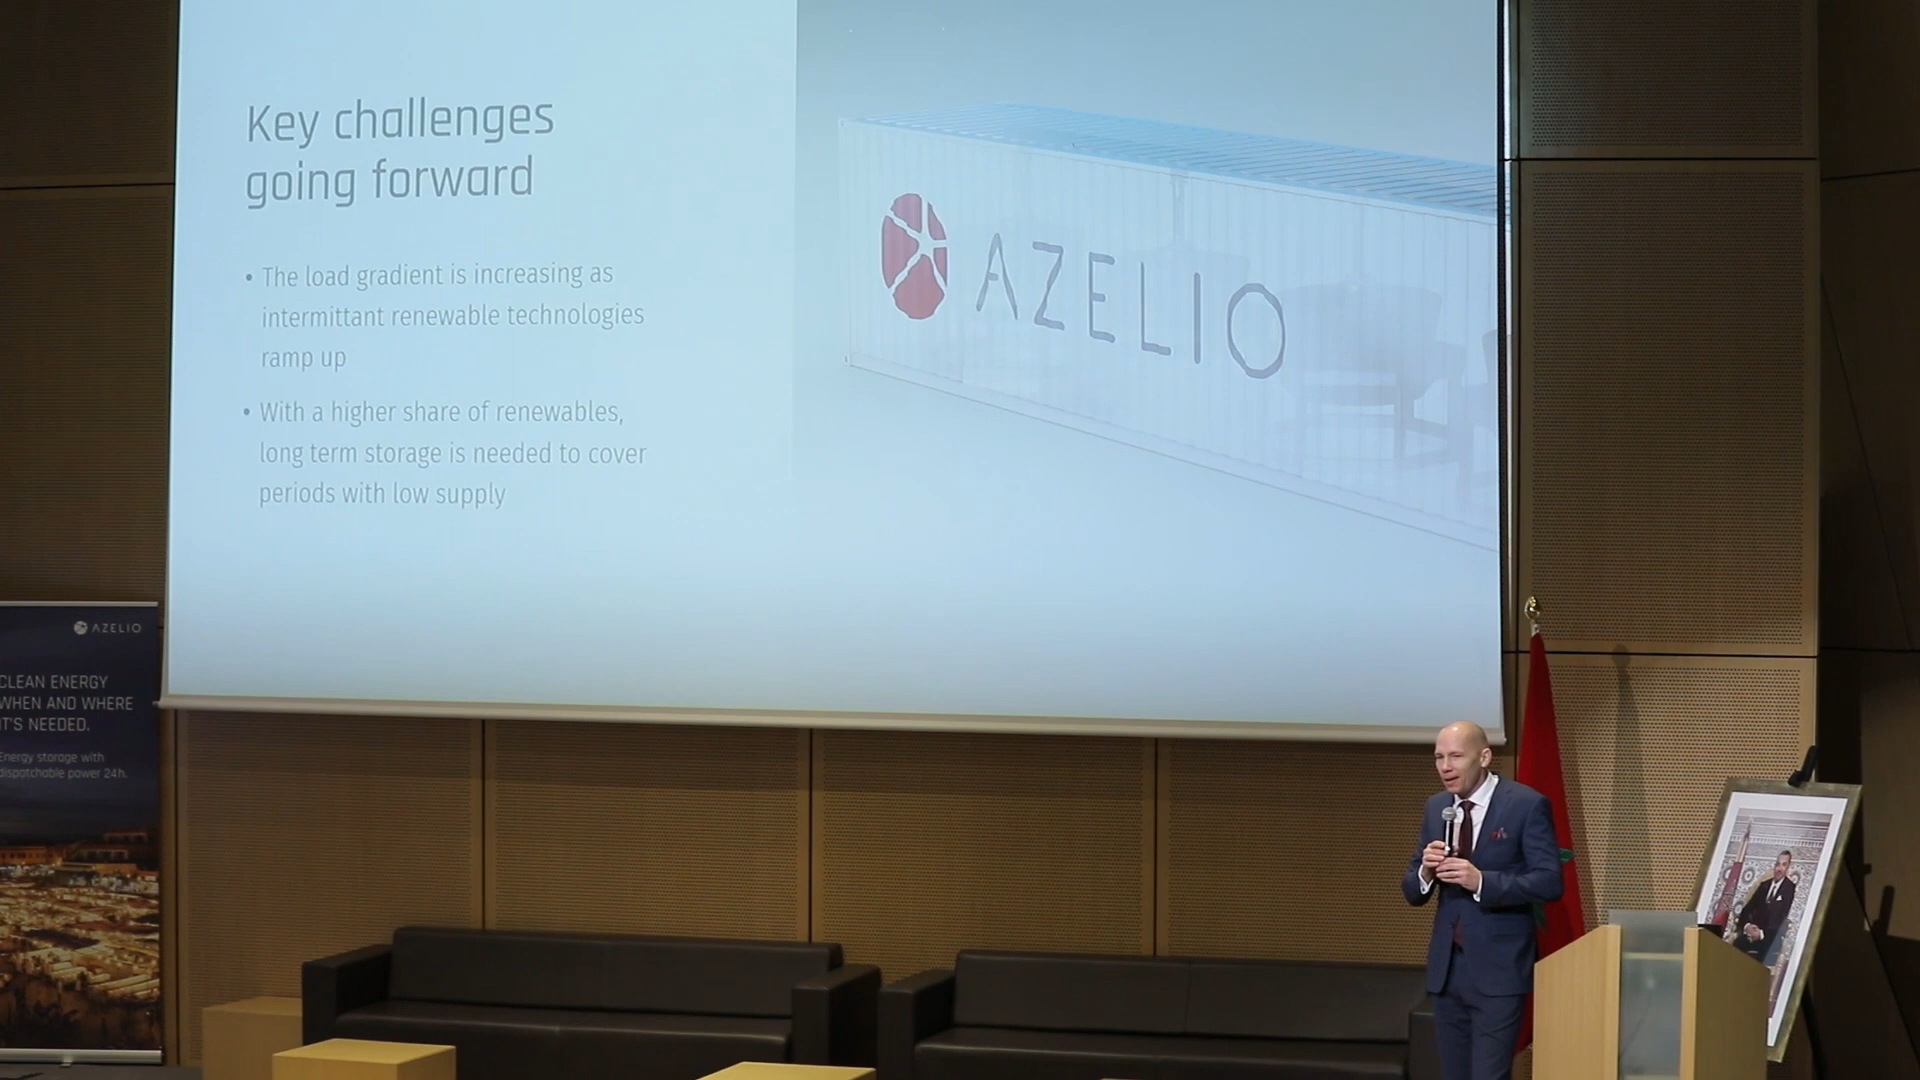 Key challenges
going forward
• The load gradient is increasing as
intermittant renewable technologies
ramp up
• With a higher share of renewables,
long term storage is needed to cover
periods with low supply
AZELIO
AZELIO
CLEAN ENERGY
WHEN AND WHERE
IT'S NEEDED.
Energy storage with
dispatchable power 24h.